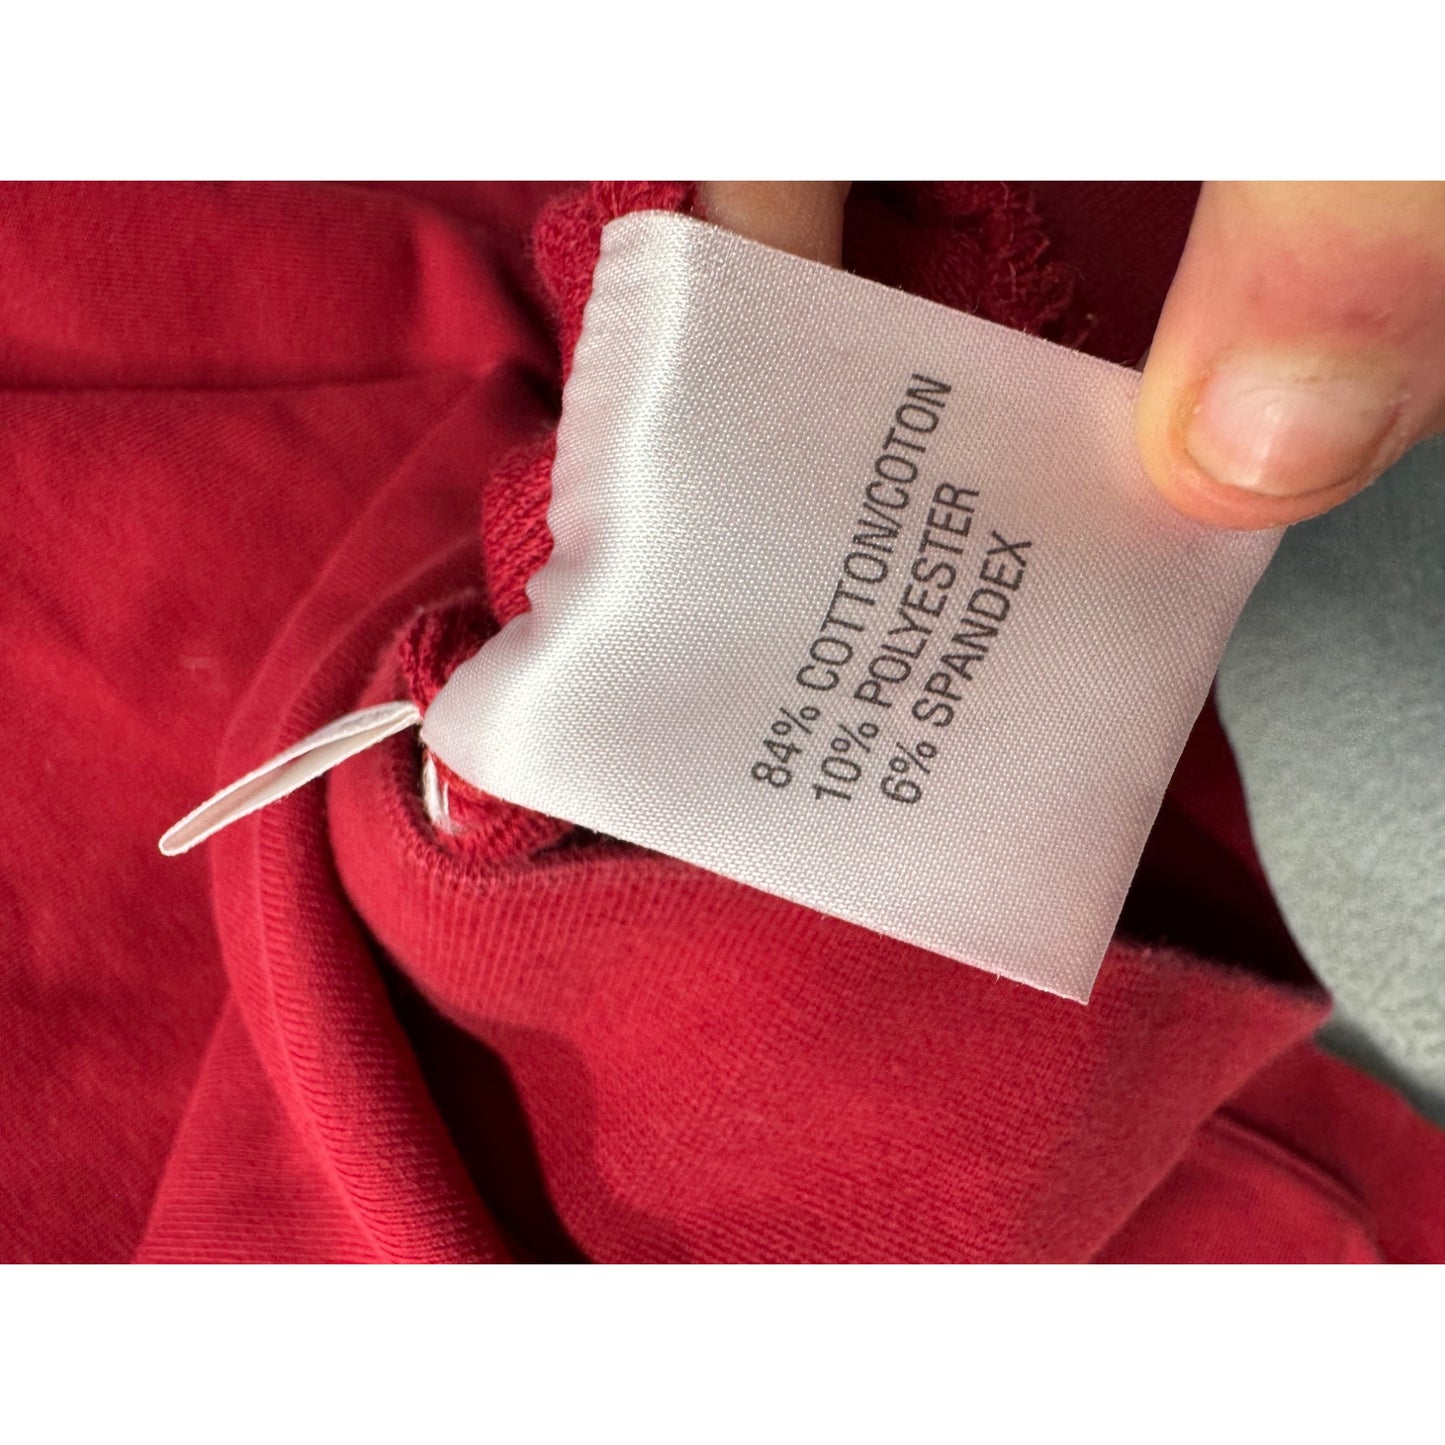 84% COTTON/COTON
10% POLYESTER
6% SPANDEX